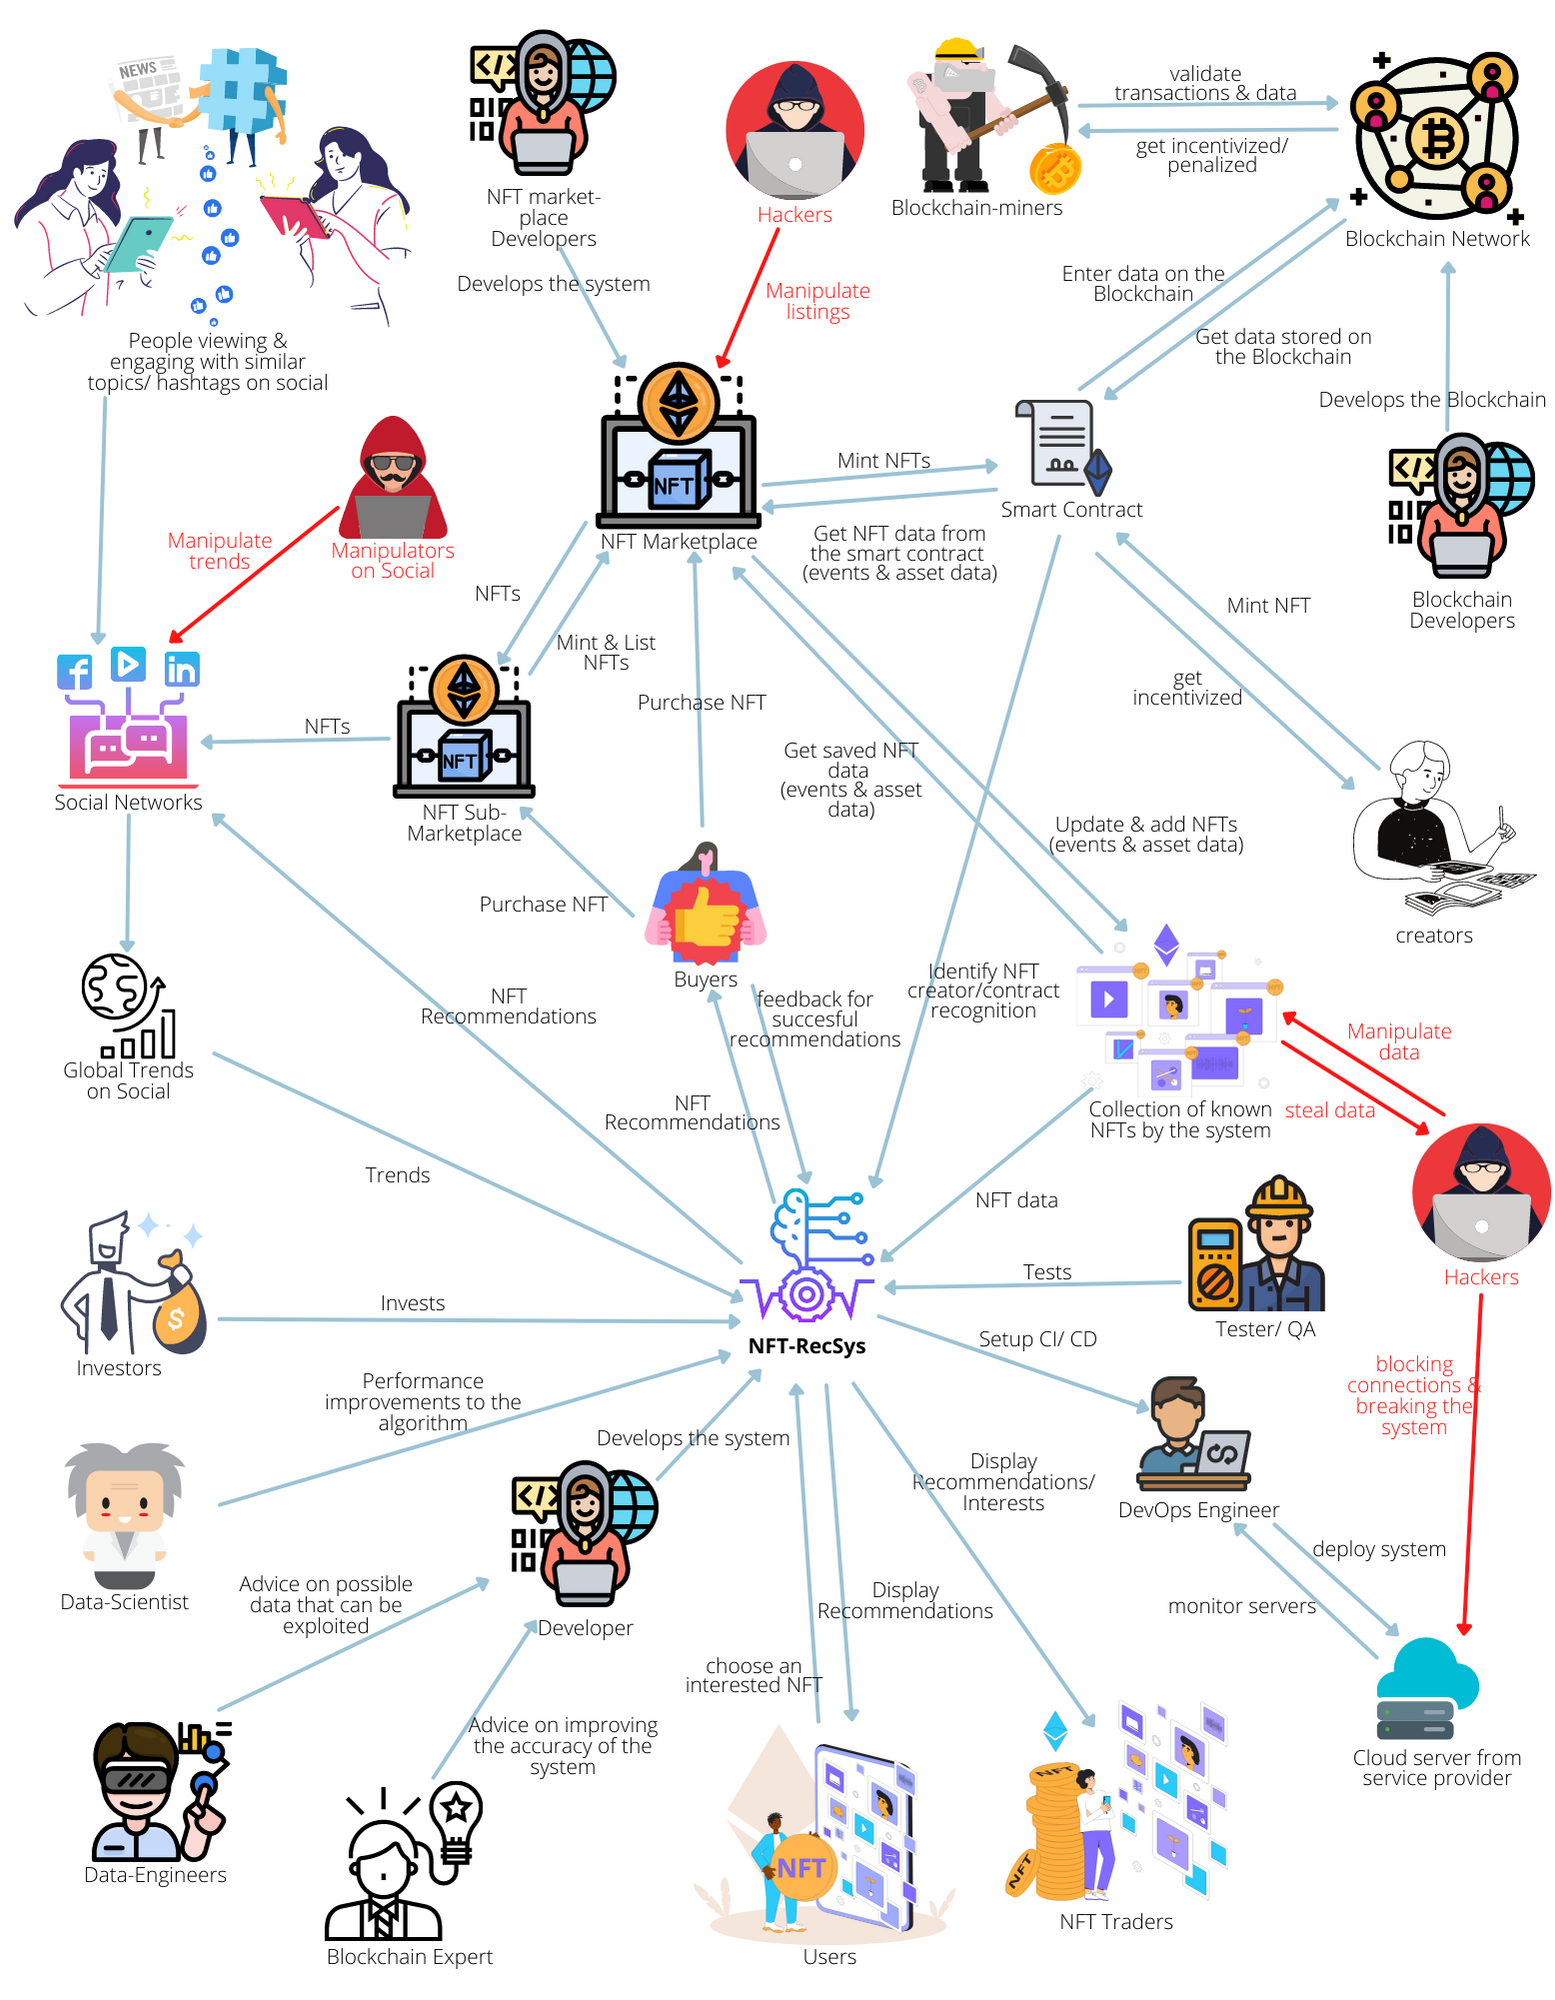 NEWS
NFT market-
place
Developers
Hackers
Blockchain-miners
validate
transactions & data
get incentivized/
penalized
Blockchain Network
Develops the system
Manipulate
listings
Enter data on the
Blockchain
Get data stored on
the Blockchain
Develops the Blockchain
People viewing &
engaging with similar
topics/ hashtags on social
Manipulate
trends
Manipulators
on Social
NFT
NFT Marketplace
Mint NFTs
Get NFT data from
the smart contract
(events & asset data)
Smart Contract
Blockchain
Developers
Mint NFT
get
incentivized
NFTs
Mint & List
NFTs
Purchase NFT
Get saved NFT
data
(events & asset
data)
Update & add NFTs
(events & asset data)
creators
Social Networks
NFTs
NFT
NFT Sub-
Marketplace
Purchase NFT
Buyers
NFT
Recommendations
feedback for
succesful
recommendations
Identify NFT
creator/contract
recognition
Manipulate
data
steal data
Collection of known
NFTs by the system
Global Trends
on Social
NFT
Recommendations
Trends
NFT data
Hackers
Tests
Tester/ QA
Investors
Invests
NFT-RecSys
Setup CI/ CD
blocking
connections &
breaking the
system
Performance
improvements to the
algorithm
Develops the system
Display
Recommendations/
Interests
DevOps Engineer
deploy system
monitor servers
Data-Scientist
Advice on possible
data that can be
exploited
Developer
Display
Recommendations
choose an
interested NFT
Advice on improving
the accuracy of the
system
Cloud server from
service provider
Data-Engineers
Blockchain Expert
NFT
Users
NFT
NFT
NFT Traders